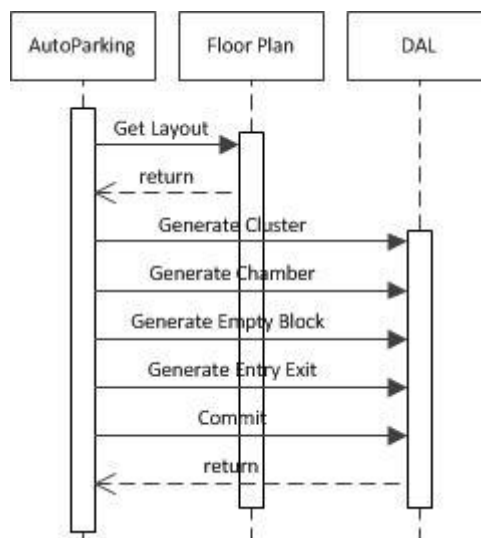 AutoParking
Floor Plan
DAL
Get Layout
return
Generate Cluster
Generate Chamber
Generate Empty Block
Generate Entry Exit
Commit
return